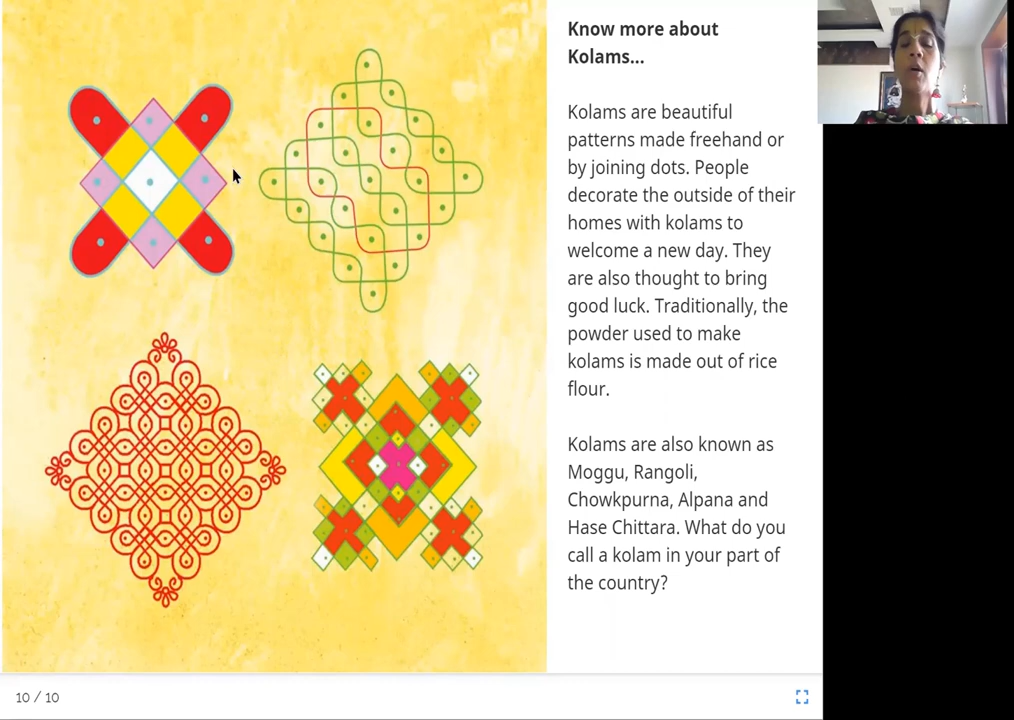 Know more about
Kolams...
Kolams are beautiful
patterns made freehand or
by joining dots. People
decorate the outside of their
homes with kolams to
welcome a new day. They
are also thought to bring
good luck. Traditionally, the
powder used to make
kolams is made out of rice
flour.
Kolams are also known as
Moggu, Rangoli,
Chowkpurna, Alpana and
Hase Chittara. What do you
call a kolam in your part of
the country?
10 / 10